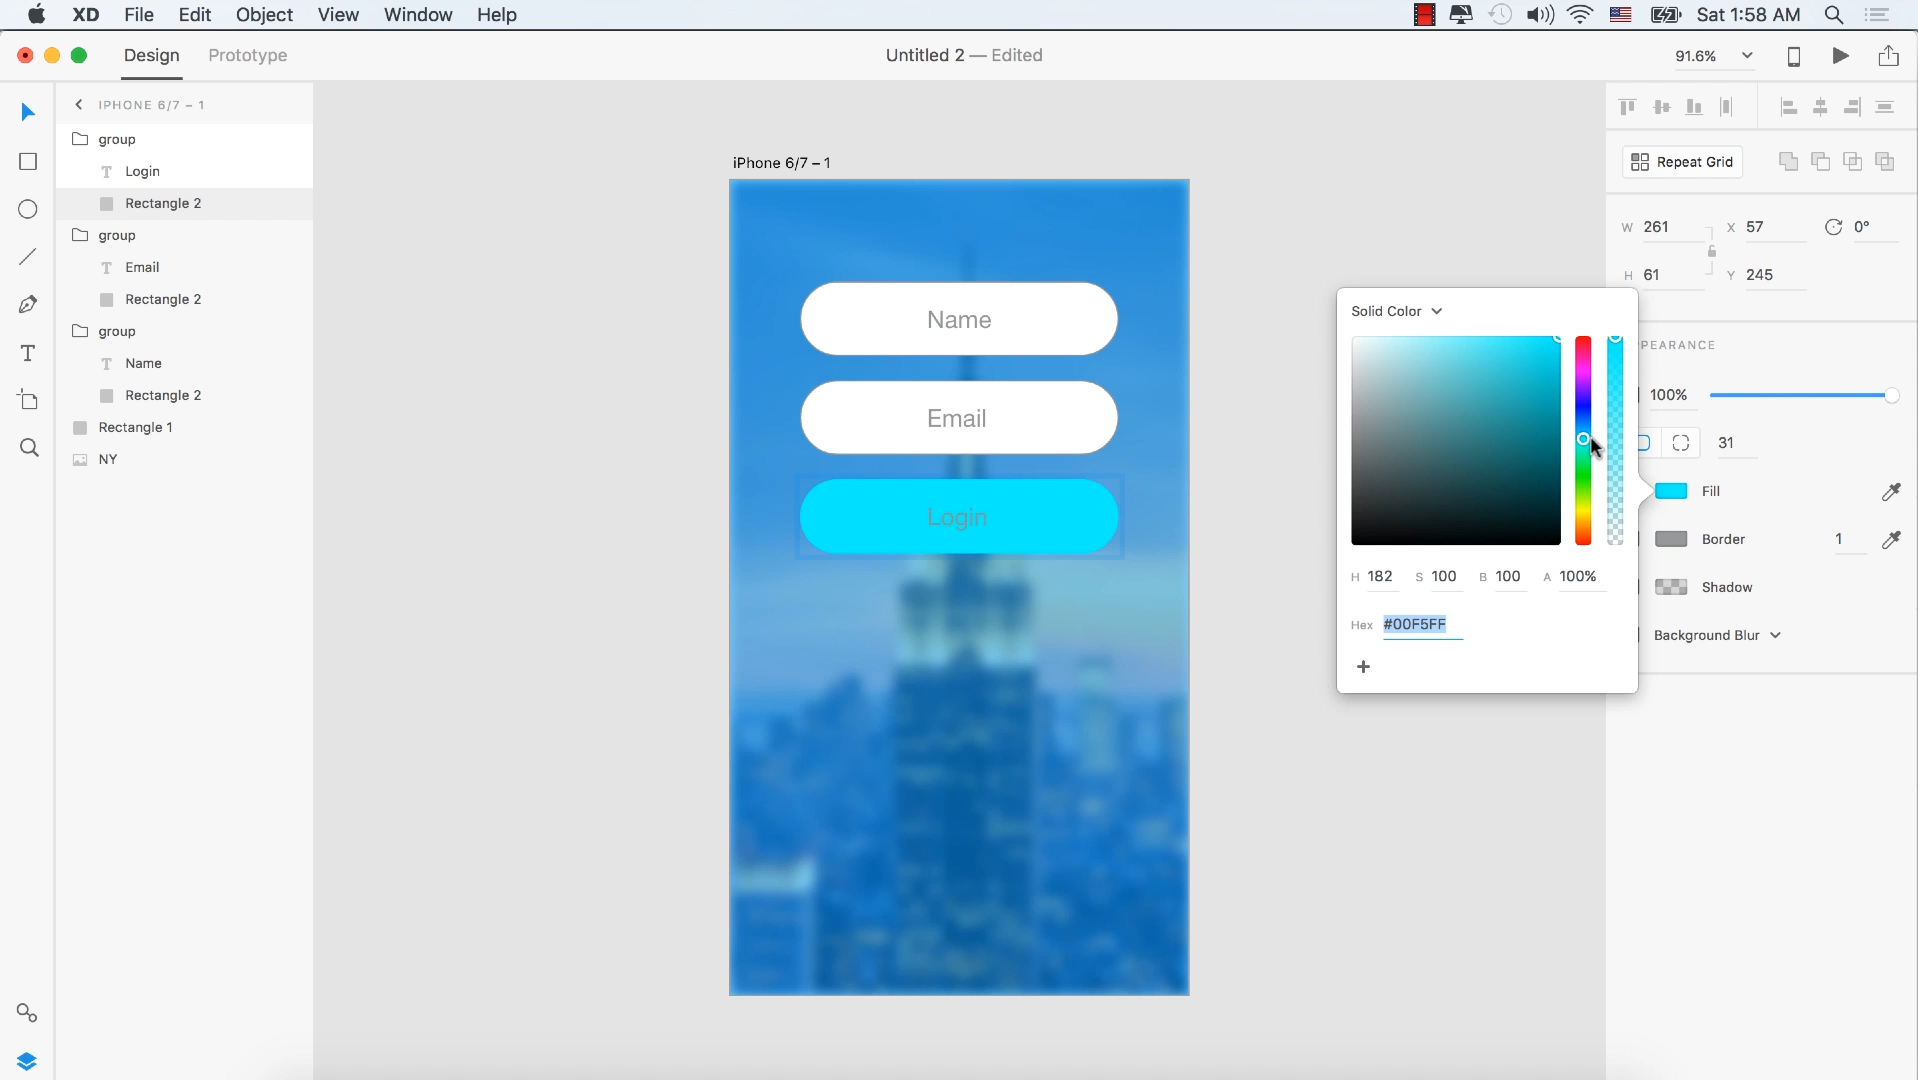 XD File Edit Object View Window Help Sat 1:58 AM
Design Prototype Untitled 2 — Edited 91.6%
IPHONE 6/7 – 1
group
Login
Rectangle 2
group
Email
Rectangle 2
group
Name
Rectangle 2
Rectangle 1
NY
iPhone 6/7 – 1
Name
Email
Login
Repeat Grid
W 261 X 57 0°
H 61 Y 245
PEARANCE
100%
31
Fill
Border 1
Shadow
Background Blur
Solid Color
H 182 S 100 B 100 A 100%
Hex #00F5FF